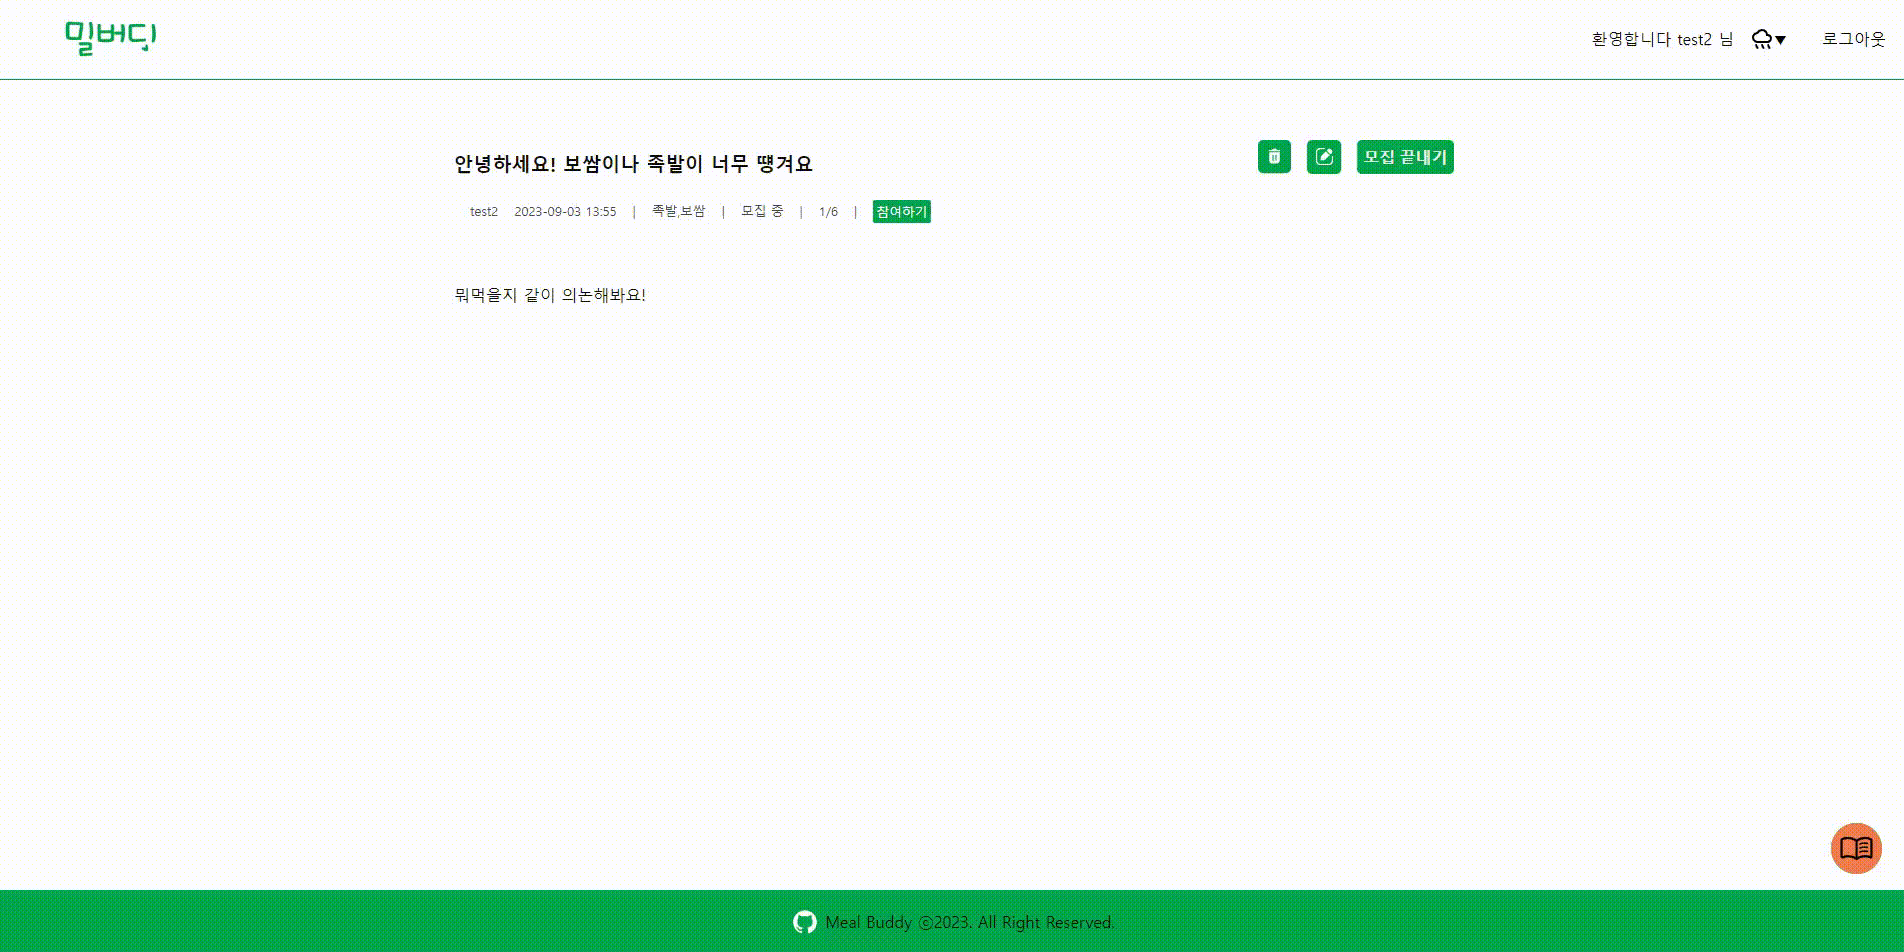 밀버디
환영합니다 test2 님 ▼ 로그아웃
안녕하세요! 보쌈이나 족발이 너무 떙겨요
모집 끝내기
test2 2023-09-03 13:55 | 족발,보쌈 | 모집 중 | 1/6 | 참여하기
뭐먹을지 같이 의논해봐요!
Meal Buddy ⓒ2023. All Right Reserved.